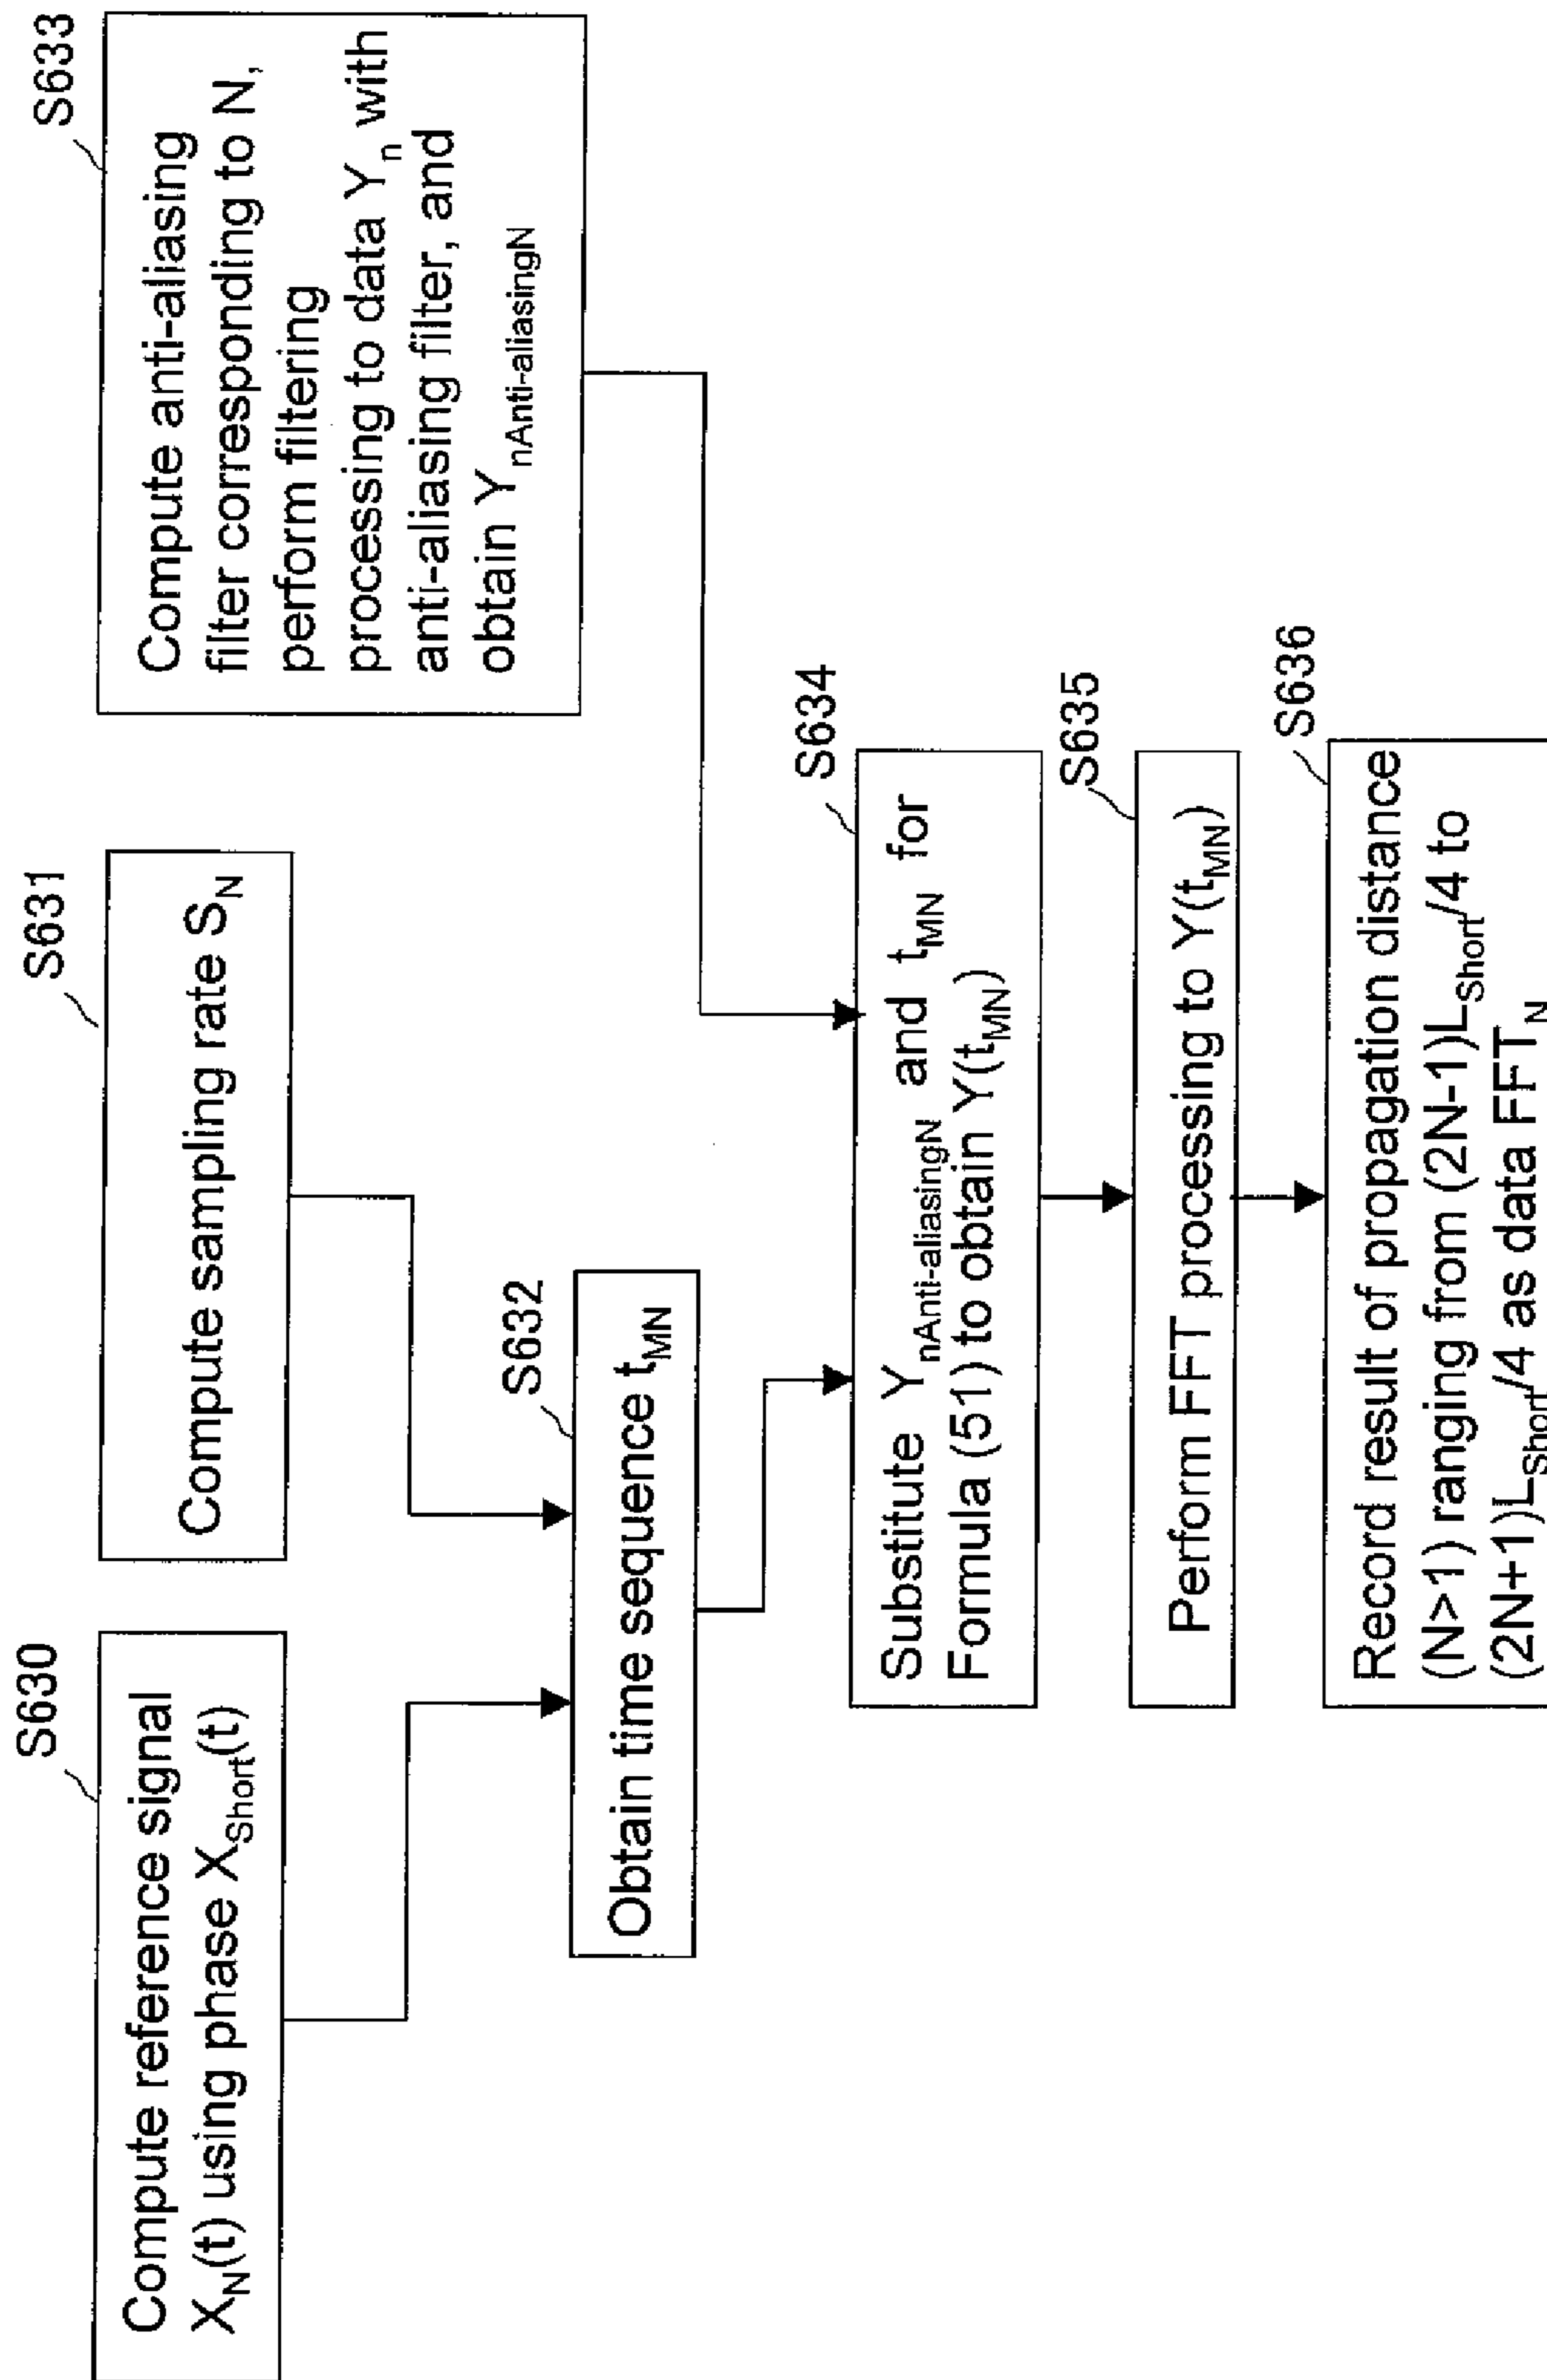 S630
Compute reference signal
X_N(t) using phase X_Short(t)
S631
Compute sampling rate S_N
S632
Obtain time sequence t_MN
S633
Compute anti-aliasing
filter corresponding to N,
perform filtering
processing to data Y_n with
anti-aliasing filter, and
obtain Y_nAnti-aliasingN
S634
Substitute Y_nAnti-aliasingN and t_MN for
Formula (51) to obtain Y(t_MN)
S635
Perform FFT processing to Y(t_MN)
S636
Record result of propagation distance
(N>1) ranging from (2N-1)L_Short/4 to
(2N+1)L_Short/4 as data FFT_N